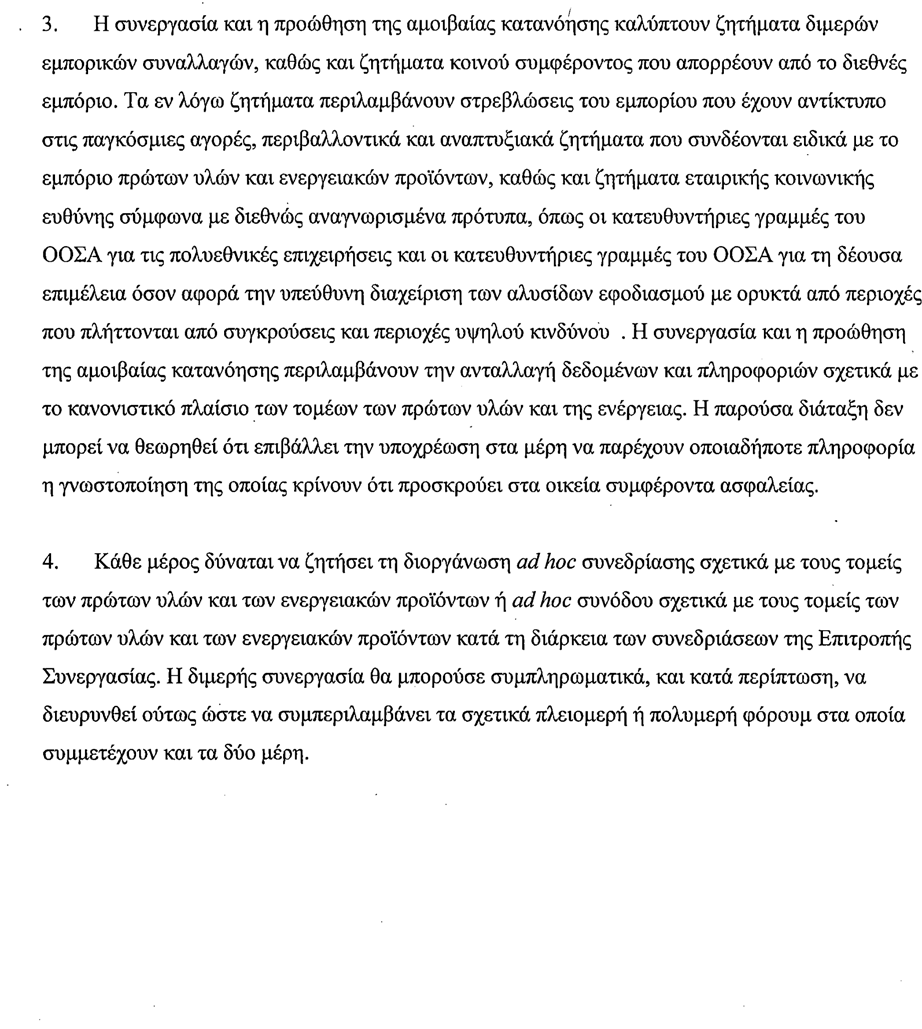 3. Η συνεργασία και η προώθηση της αμοιβαίας κατανόησης καλύπτουν ζητήματα διμερών
εμπορικών συναλλαγών, καθώς και ζητήματα κοινού συμφέροντος που απορρέουν από το διεθνές
εμπόριο. Τα εν λόγω ζητήματα περιλαμβάνουν στρεβλώσεις του εμπορίου που έχουν αντίκτυπο
στις παγκόσμιες αγορές, περιβαλλοντικά και αναπτυξιακά ζητήματα που συνδέονται ειδικά με το
εμπόριο πρώτων υλών και ενεργειακών προϊόντων, καθώς και ζητήματα εταιρικής κοινωνικής
ευθύνης σύμφωνα με διεθνώς αναγνωρισμένα πρότυπα, όπως οι κατευθυντήριες γραμμές του
ΟΟΣΑ για τις πολυεθνικές επιχειρήσεις και οι κατευθυντήριες γραμμές του ΟΟΣΑ για τη δέουσα
επιμέλεια όσον αφορά την υπεύθυνη διαχείριση των αλυσίδων εφοδιασμού με ορυκτά από περιοχές
που πλήττονται από συγκρούσεις και περιοχές υψηλού κινδύνου . Η συνεργασία και η προώθηση
της αμοιβαίας κατανόησης περιλαμβάνουν την ανταλλαγή δεδομένων και πληροφοριών σχετικά με
το κανονιστικό πλαίσιο των τομέων των πρώτων υλών και της ενέργειας. Η παρούσα διάταξη δεν
μπορεί να θεωρηθεί ότι επιβάλλει την υποχρέωση στα μέρη να παρέχουν οποιαδήποτε πληροφορία
η γνωστοποίηση της οποίας κρίνουν ότι προσκρούει στα οικεία συμφέροντα ασφαλείας.
4. Κάθε μέρος δύναται να ζητήσει τη διοργάνωση ad hoc συνεδρίασης σχετικά με τους τομείς
των πρώτων υλών και των ενεργειακών προϊόντων ή ad hoc συνόδου σχετικά με τους τομείς των
πρώτων υλών και των ενεργειακών προϊόντων κατά τη διάρκεια των συνεδριάσεων της Επιτροπής
Συνεργασίας. Η διμερής συνεργασία θα μπορούσε συμπληρωματικά, και κατά περίπτωση, να
διευρυνθεί ούτως ώστε να συμπεριλαμβάνει τα σχετικά πλειομερή ή πολυμερή φόρουμ στα οποία
συμμετέχουν και τα δύο μέρη.